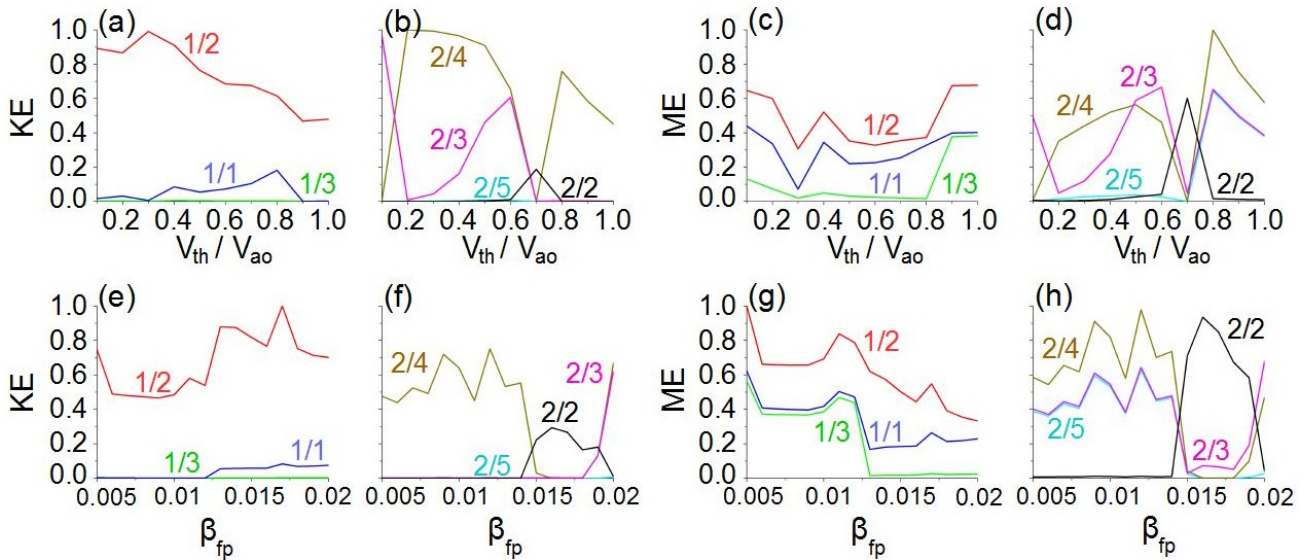 (a) (b) (c) (d)
KE 1.0 0.8 0.6 0.4 0.2 0.0
1/2 1/1 1/3
2/4 2/3 2/5 2/2
ME 1.0 0.8 0.6 0.4 0.2 0.0
1/2 1/1 1/3
2/4 2/3 2/5 2/2
0.2 0.4 0.6 0.8 1.0 0.2 0.4 0.6 0.8 1.0 0.2 0.4 0.6 0.8 1.0 0.2 0.4 0.6 0.8 1.0
V_th / V_ao V_th / V_ao V_th / V_ao V_th / V_ao
(e) (f) (g) (h)
KE 1.0 0.8 0.6 0.4 0.2 0.0
1/2 1/3 1/1
2/4 2/5 2/2 2/3
ME 1.0 0.8 0.6 0.4 0.2 0.0
1/2 1/3 1/1
2/4 2/5 2/2 2/3
0.005 0.01 0.015 0.02 0.005 0.01 0.015 0.02 0.005 0.01 0.015 0.02 0.005 0.01 0.015 0.02
β_fp β_fp β_fp β_fp